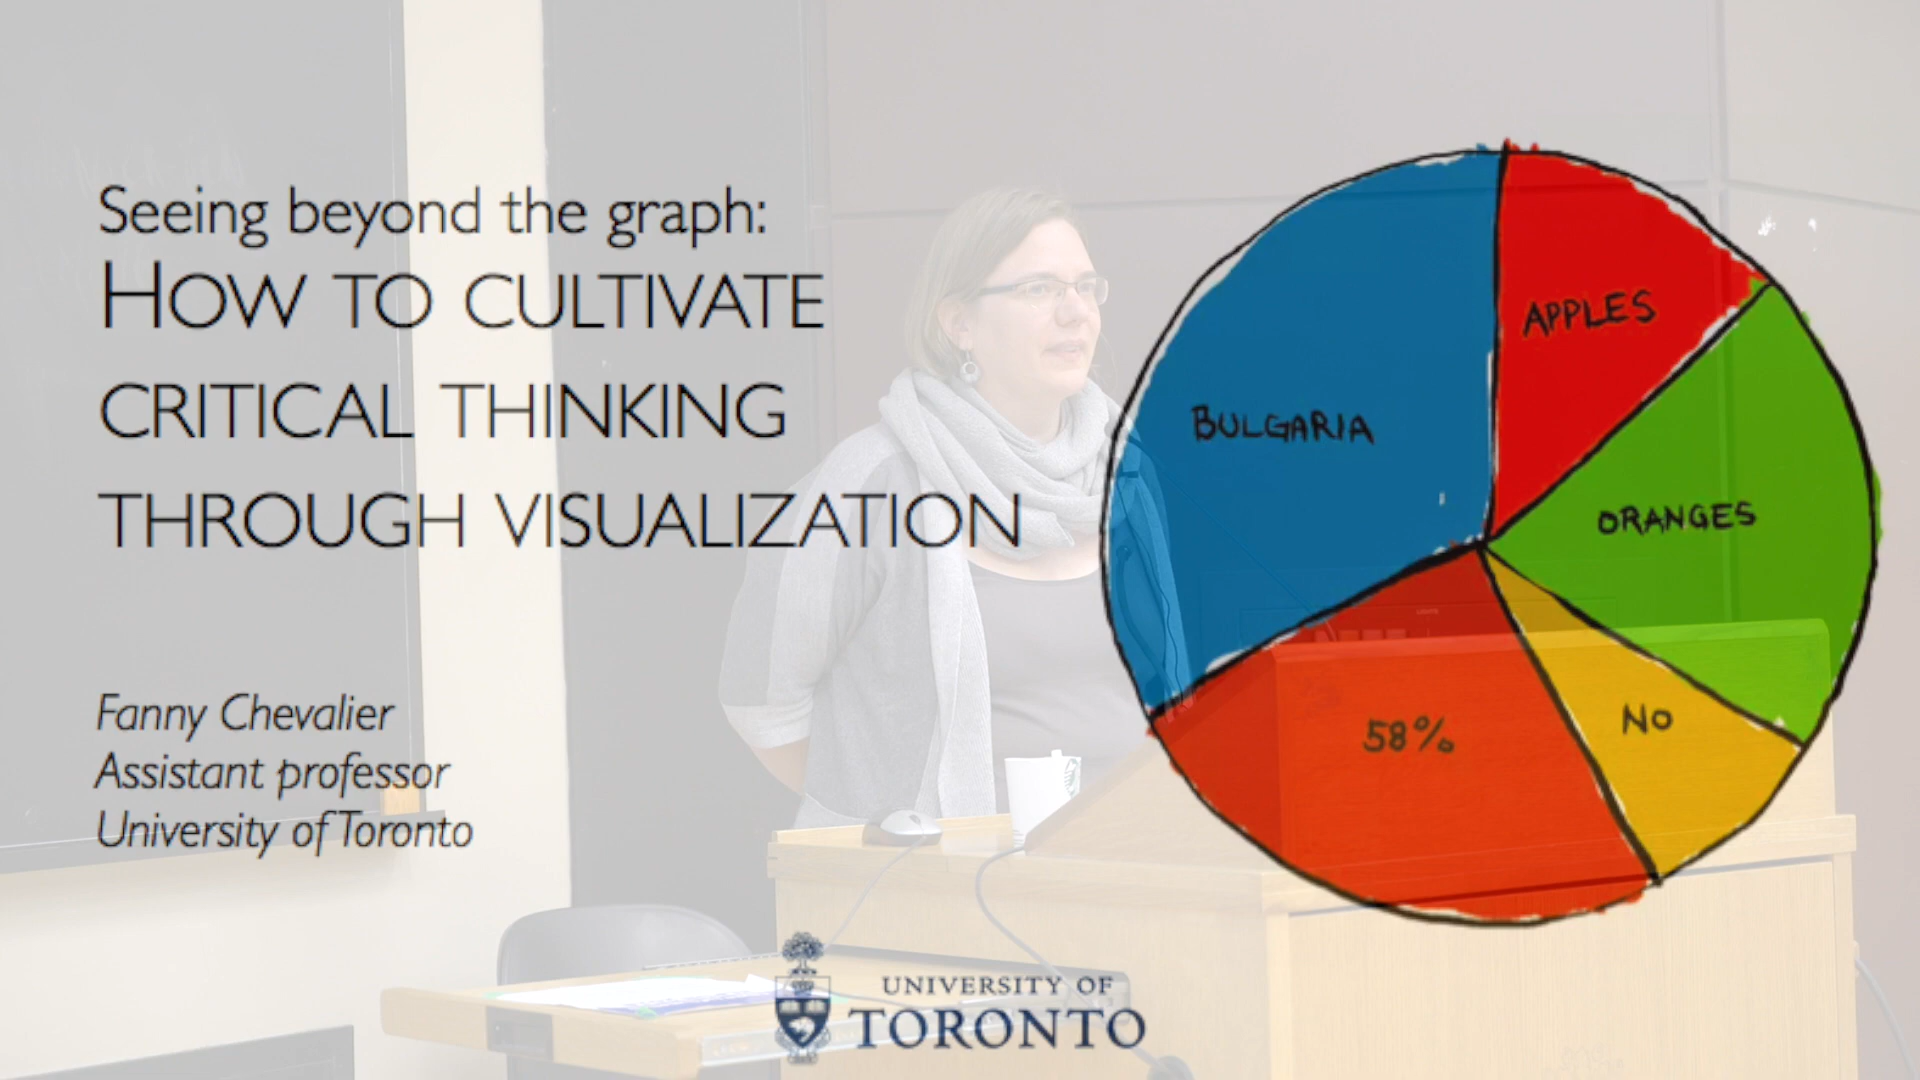 Seeing beyond the graph:
HOW TO CULTIVATE
CRITICAL THINKING
THROUGH VISUALIZATION
Fanny Chevalier
Assistant professor
University of Toronto
BULGARIA
APPLES
ORANGES
58%
NO
UNIVERSITY OF
TORONTO